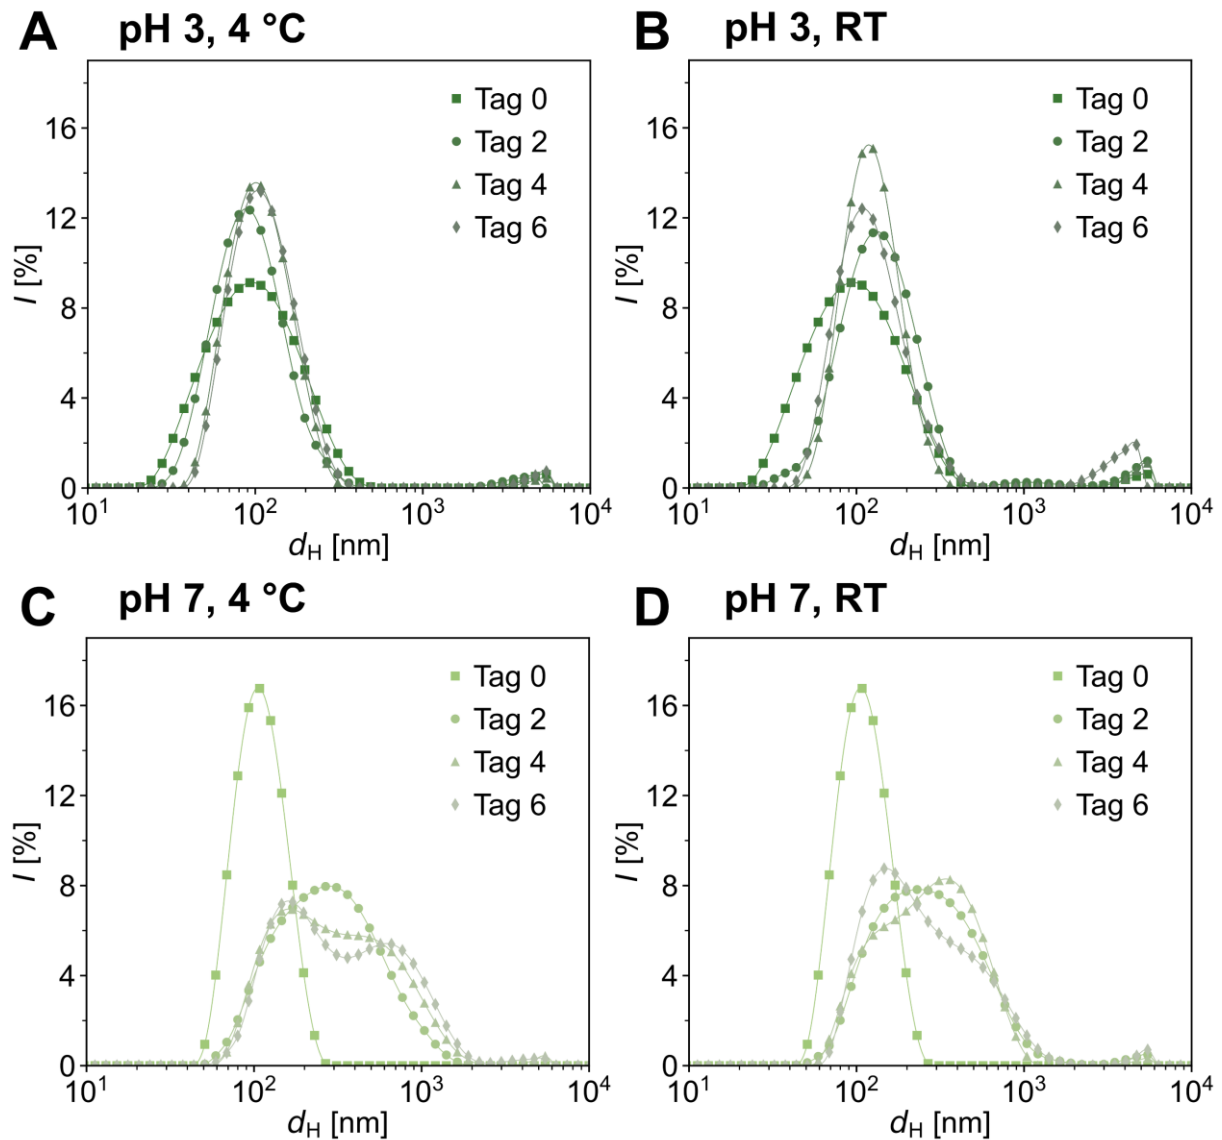 A pH 3, 4 °C
16
12
8
4
0
I [%]
Tag 0
Tag 2
Tag 4
Tag 6
10¹ 10² 10³ 10⁴
d_H [nm]
B pH 3, RT
16
12
8
4
0
I [%]
Tag 0
Tag 2
Tag 4
Tag 6
10¹ 10² 10³ 10⁴
d_H [nm]
C pH 7, 4 °C
16
12
8
4
0
I [%]
Tag 0
Tag 2
Tag 4
Tag 6
10¹ 10² 10³ 10⁴
d_H [nm]
D pH 7, RT
16
12
8
4
0
I [%]
Tag 0
Tag 2
Tag 4
Tag 6
10¹ 10² 10³ 10⁴
d_H [nm]